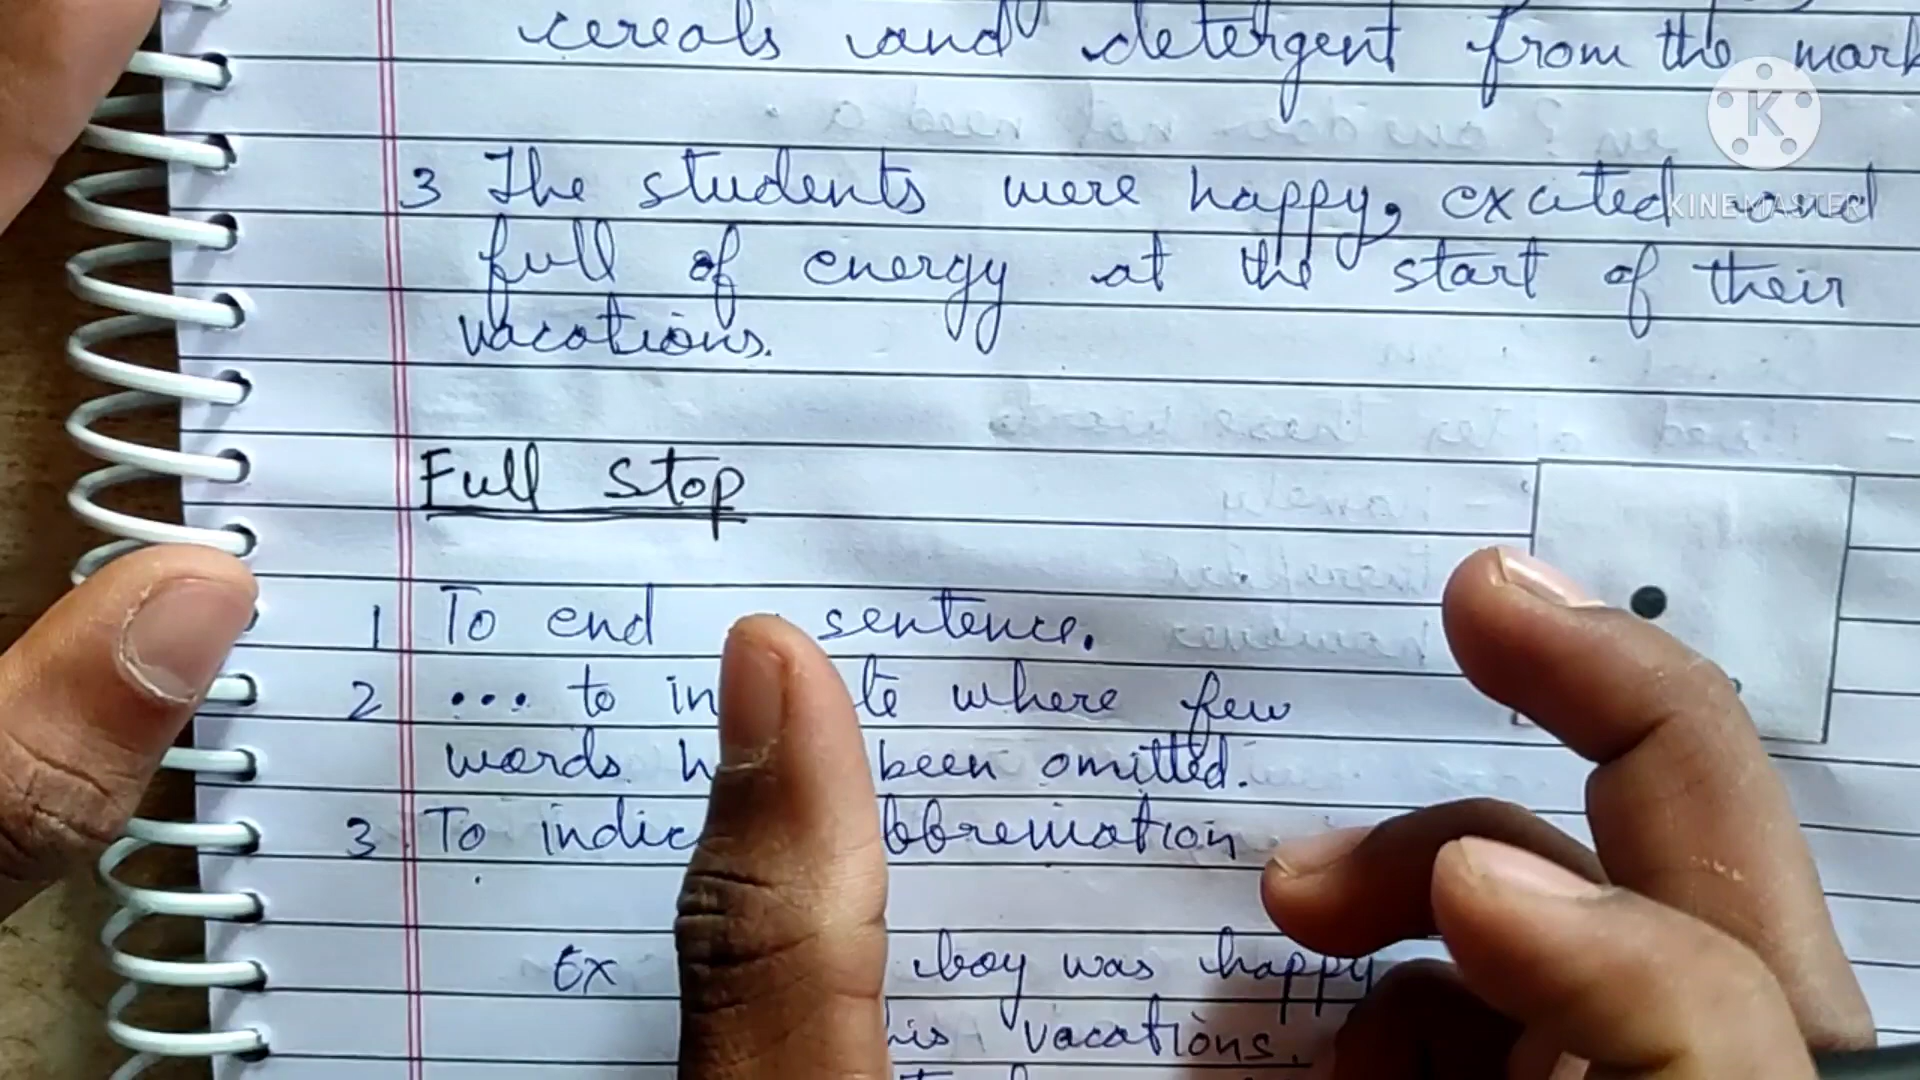 cereals and detergent from the mark
3 The students were happy, excited and
full of energy at the start of their
vacations.
Full Stop
1 To end sentence.
2 ... to in te where few
words h been omitted.
3 To indic bbreviation
Ex boy was happy
his vacations.
K
KINEMASTER